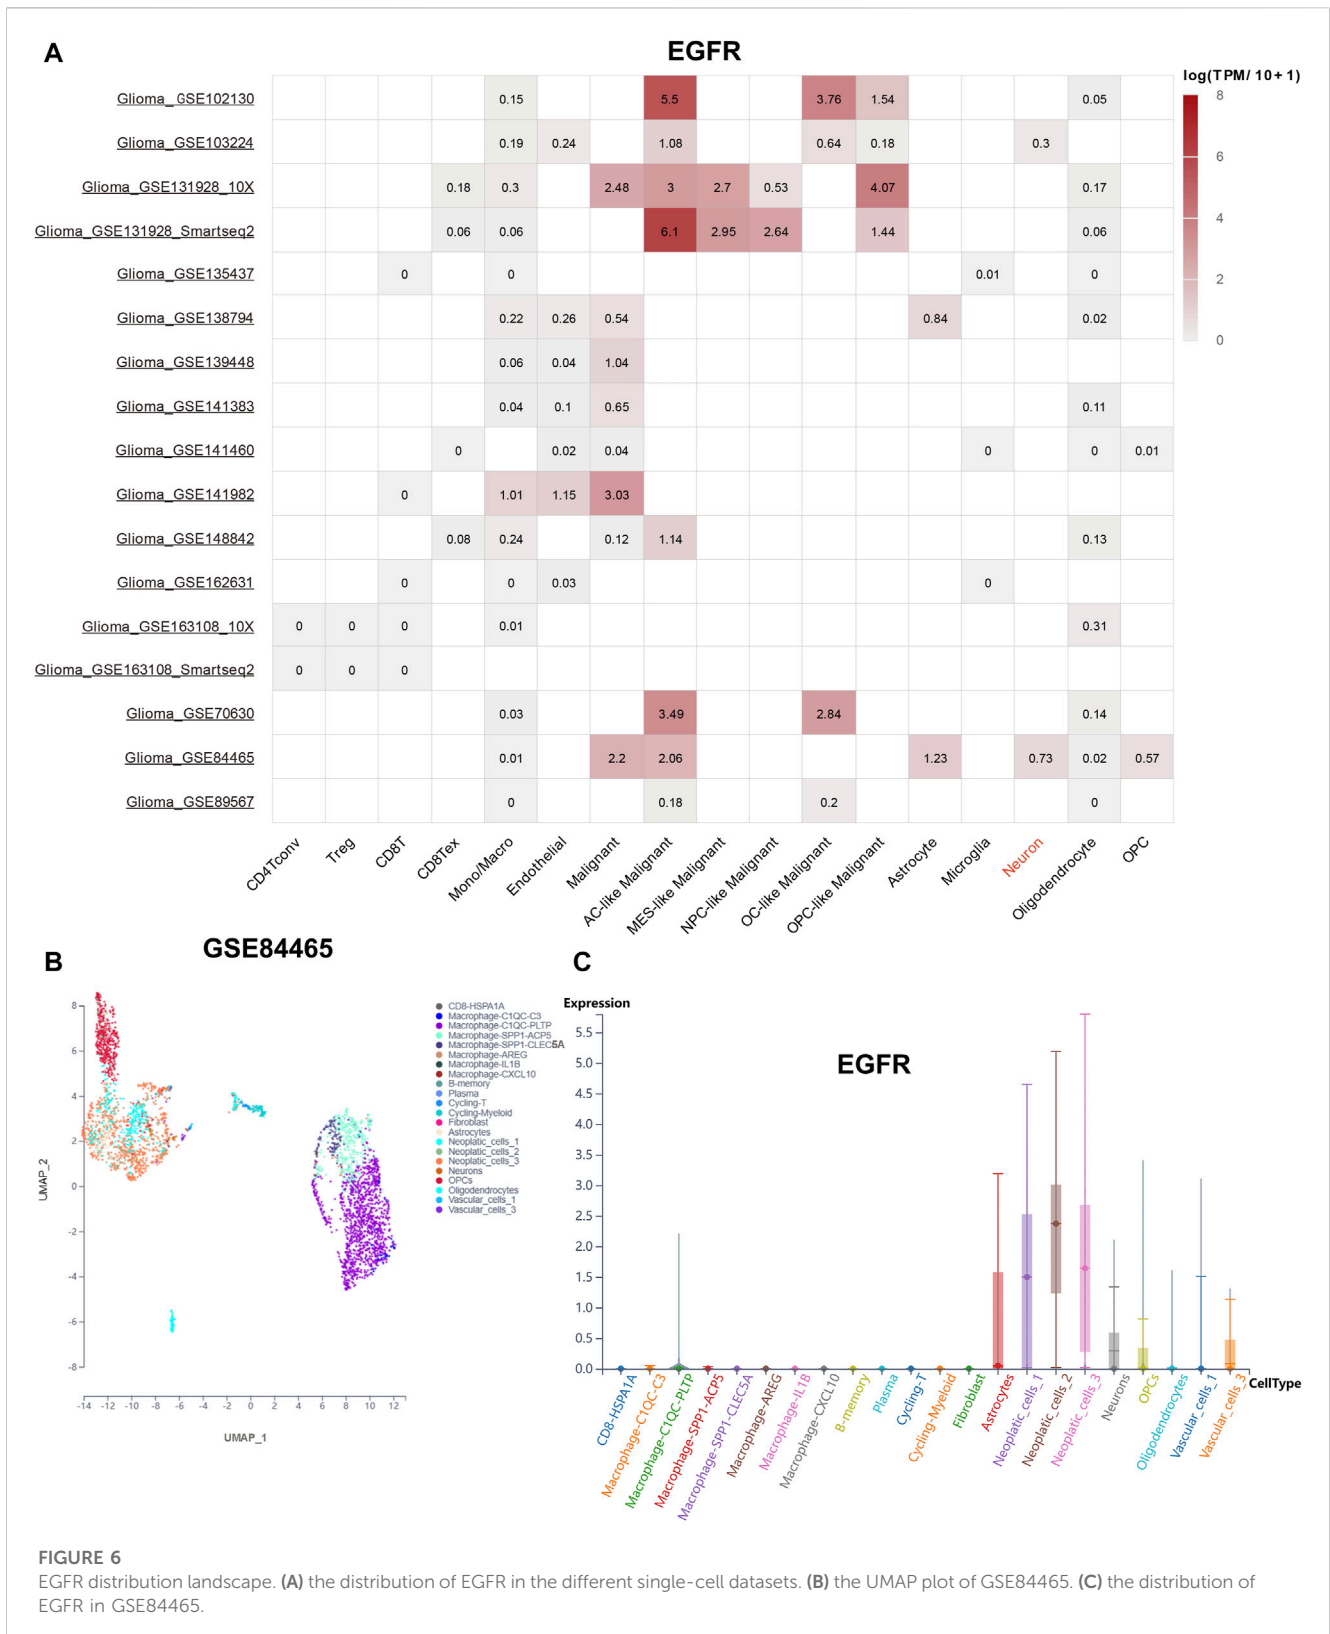 A
EGFR
log(TPM/ 10+ 1)
8
6
4
2
0
Glioma_GSE102130 0.15 5.5 3.76 1.54 0.05
Glioma_GSE103224 0.19 0.24 1.08 0.64 0.18 0.3
Glioma_GSE131928_10X 0.18 0.3 2.48 3 2.7 0.53 4.07 0.17
Glioma_GSE131928_Smartseq2 0.06 0.06 6.1 2.95 2.64 1.44 0.06
Glioma_GSE135437 0 0 0.01 0
Glioma_GSE138794 0.22 0.26 0.54 0.84 0.02
Glioma_GSE139448 0.06 0.04 1.04
Glioma_GSE141383 0.04 0.1 0.65 0.11
Glioma_GSE141460 0 0.02 0.04 0 0 0.01
Glioma_GSE141982 0 1.01 1.15 3.03
Glioma_GSE148842 0.08 0.24 0.12 1.14 0.13
Glioma_GSE162631 0 0 0.03 0
Glioma_GSE163108_10X 0 0 0 0.01 0.31
Glioma_GSE163108_Smartseq2 0 0 0
Glioma_GSE70630 0.03 3.49 2.84 0.14
Glioma_GSE84465 0.01 2.2 2.06 1.23 0.73 0.02 0.57
Glioma_GSE89567 0 0.18 0.2 0
CD4Tconv
Treg
CD8T
CD8Tex
Mono/Macro
Endothelial
Malignant
AC-like Malignant
MES-like Malignant
NPC-like Malignant
OC-like Malignant
OPC-like Malignant
Astrocyte
Microglia
Neuron
Oligodendrocyte
OPC
B
GSE84465
UMAP_2
8
6
4
2
0
-2
-4
-6
-8
-14 -12 -10 -8 -6 -4 -2 0 2 4 6 8 10 12
UMAP_1
CD8-HSPA1A
Macrophage-C1QC-C3
Macrophage-C1QC-PLTP
Macrophage-SPP1-ACP5
Macrophage-SPP1-CLEC5A
Macrophage-AREG
Macrophage-IL1B
Macrophage-CXCL10
B-memory
Plasma
Cycling-T
Cycling-Myeloid
Fibroblast
Astrocytes
Neoplatic_cells_1
Neoplatic_cells_2
Neoplatic_cells_3
Neurons
OPCs
Oligodendrocytes
Vascular_cells_1
Vascular_cells_3
C
Expression
EGFR
5.5
5.0
4.5
4.0
3.5
3.0
2.5
2.0
1.5
1.0
0.5
0.0
CellType
CD8-HSPA1A
Macrophage-C1QC-C3
Macrophage-C1QC-PLTP
Macrophage-SPP1-ACP5
Macrophage-SPP1-CLEC5A
Macrophage-AREG
Macrophage-IL1B
Macrophage-CXCL10
B-memory
Plasma
Cycling-T
Cycling-Myeloid
Fibroblast
Astrocytes
Neoplatic_cells_1
Neoplatic_cells_2
Neoplatic_cells_3
Neurons
OPCs
Oligodendrocytes
Vascular_cells_1
Vascular_cells_3
FIGURE 6
EGFR distribution landscape. (A) the distribution of EGFR in the different single-cell datasets. (B) the UMAP plot of GSE84465. (C) the distribution of
EGFR in GSE84465.